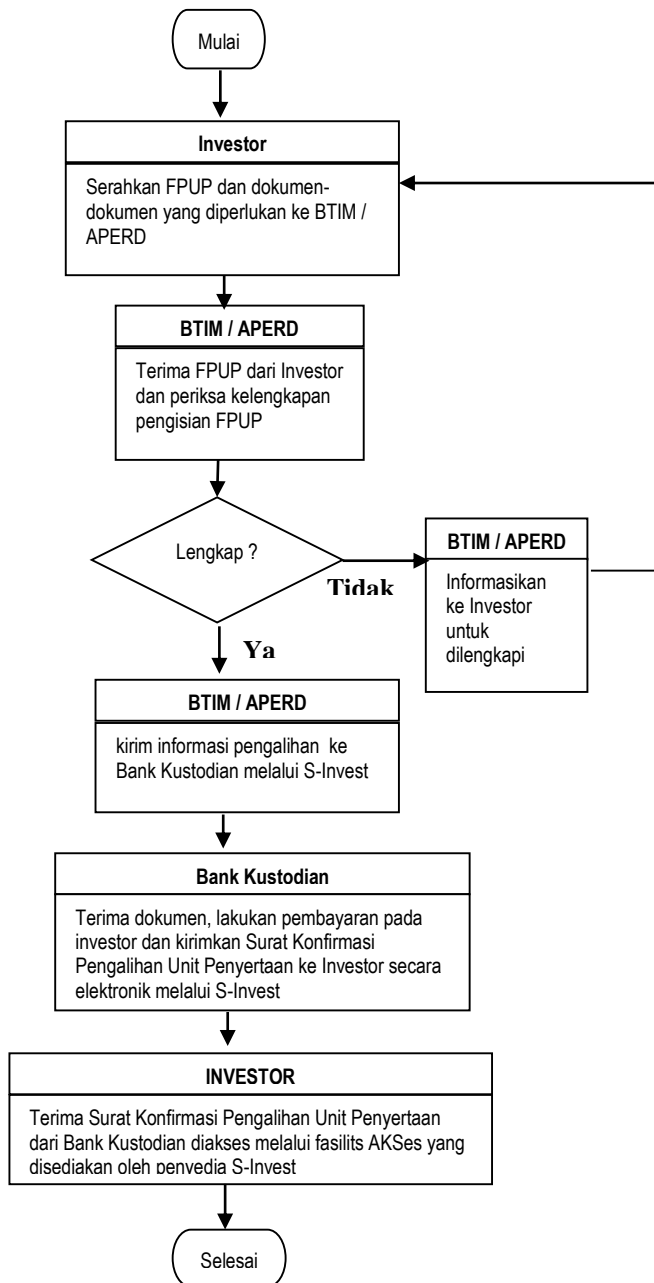 Mulai
Investor
Serahkan FPUP dan dokumen-
dokumen yang diperlukan ke BTIM /
APERD
BTIM / APERD
Terima FPUP dari Investor
dan periksa kelengkapan
pengisian FPUP
Lengkap ?
Tidak
BTIM / APERD
Informasikan
ke Investor
untuk
dilengkapi
Ya
BTIM / APERD
kirim informasi pengalihan ke
Bank Kustodian melalui S-Invest
Bank Kustodian
Terima dokumen, lakukan pembayaran pada
investor dan kirimkan Surat Konfirmasi
Pengalihan Unit Penyertaan ke Investor secara
elektronik melalui S-Invest
INVESTOR
Terima Surat Konfirmasi Pengalihan Unit Penyertaan
dari Bank Kustodian diakses melalui fasilits AKSes yang
disediakan oleh penyedia S-Invest
Selesai